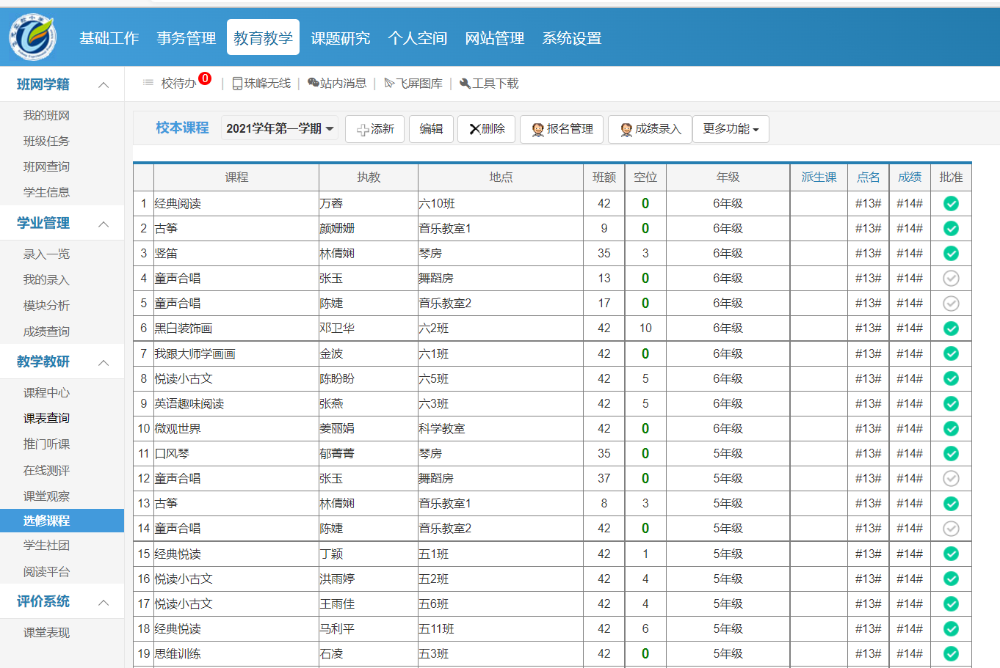 基础工作 事务管理 教育教学 课题研究 个人空间 网站管理 系统设置
班网学籍
我的班网
班级任务
班网查询
学生信息
学业管理
录入一览
我的录入
模块分析
成绩查询
教学教研
课程中心
课表查询
推门听课
在线测评
课堂观察
选修课程
学生社团
阅读平台
评价系统
课堂表现
校待办 0 | 珠峰无线 | 站内消息 | 飞屏图库 | 工具下载
校本课程 2021学年第一学期 添新 编辑 删除 报名管理 成绩录入 更多功能
课程 执教 地点 班额 空位 年级 派生课 点名 成绩 批准
1 经典阅读 万蓉 六10班 42 0 6年级 #13# #14#
2 古筝 颜姗姗 音乐教室1 9 0 6年级 #13# #14#
3 竖笛 林倩娴 琴房 35 3 6年级 #13# #14#
4 童声合唱 张玉 舞蹈房 13 0 6年级 #13# #14#
5 童声合唱 陈婕 音乐教室2 17 0 6年级 #13# #14#
6 黑白装饰画 邓卫华 六2班 42 10 6年级 #13# #14#
7 我跟大师学画画 金波 六1班 42 0 6年级 #13# #14#
8 悦读小古文 陈盼盼 六5班 42 5 6年级 #13# #14#
9 英语趣味阅读 张燕 六3班 42 5 6年级 #13# #14#
10 微观世界 姜丽娟 科学教室 42 0 6年级 #13# #14#
11 口风琴 郁菁菁 琴房 35 0 5年级 #13# #14#
12 童声合唱 张玉 舞蹈房 37 0 5年级 #13# #14#
13 古筝 林倩娴 音乐教室1 8 3 5年级 #13# #14#
14 童声合唱 陈婕 音乐教室2 42 0 5年级 #13# #14#
15 经典悦读 丁颖 五1班 42 1 5年级 #13# #14#
16 悦读小古文 洪雨婷 五2班 42 4 5年级 #13# #14#
17 悦读小古文 王雨佳 五6班 42 4 5年级 #13# #14#
18 经典悦读 马利平 五11班 42 6 5年级 #13# #14#
19 思维训练 石凌 五3班 42 0 5年级 #13# #14#